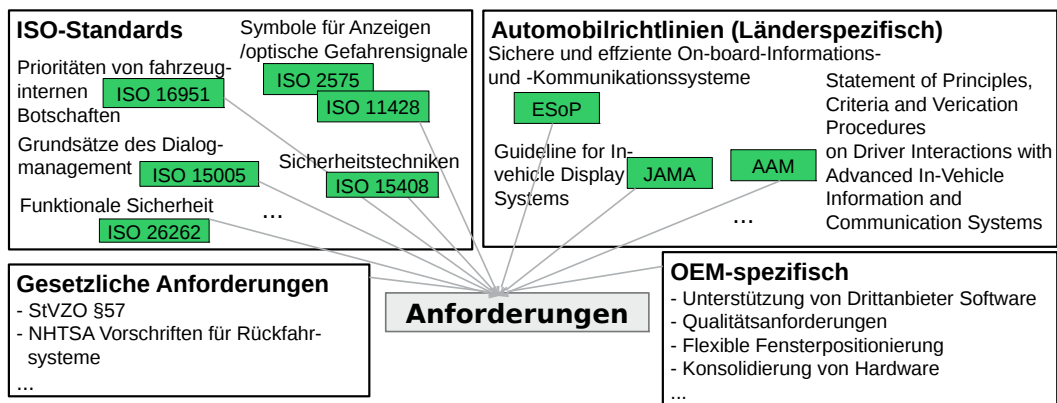 ISO-Standards
Symbole für Anzeigen
/optische Gefahrensignale
ISO 2575
ISO 11428
Prioritäten von fahrzeug-
internen
Botschaften
ISO 16951
Grundsätze des Dialog-
management
ISO 15005
Sicherheitstechniken
ISO 15408
Funktionale Sicherheit
ISO 26262
...
Automobilrichtlinien (Länderspezifisch)
Sichere und effziente On-board-Informations-
und -Kommunikationssysteme
ESoP
Guideline for In-
vehicle Display
Systems
JAMA
AAM
Statement of Principles,
Criteria and Verication
Procedures
on Driver Interactions with
Advanced In-Vehicle
Information and
Communication Systems
...
Gesetzliche Anforderungen
- StVZO §57
- NHTSA Vorschriften für Rückfahr-
systeme
...
Anforderungen
OEM-spezifisch
- Unterstützung von Drittanbieter Software
- Qualitätsanforderungen
- Flexible Fensterpositionierung
- Konsolidierung von Hardware
...